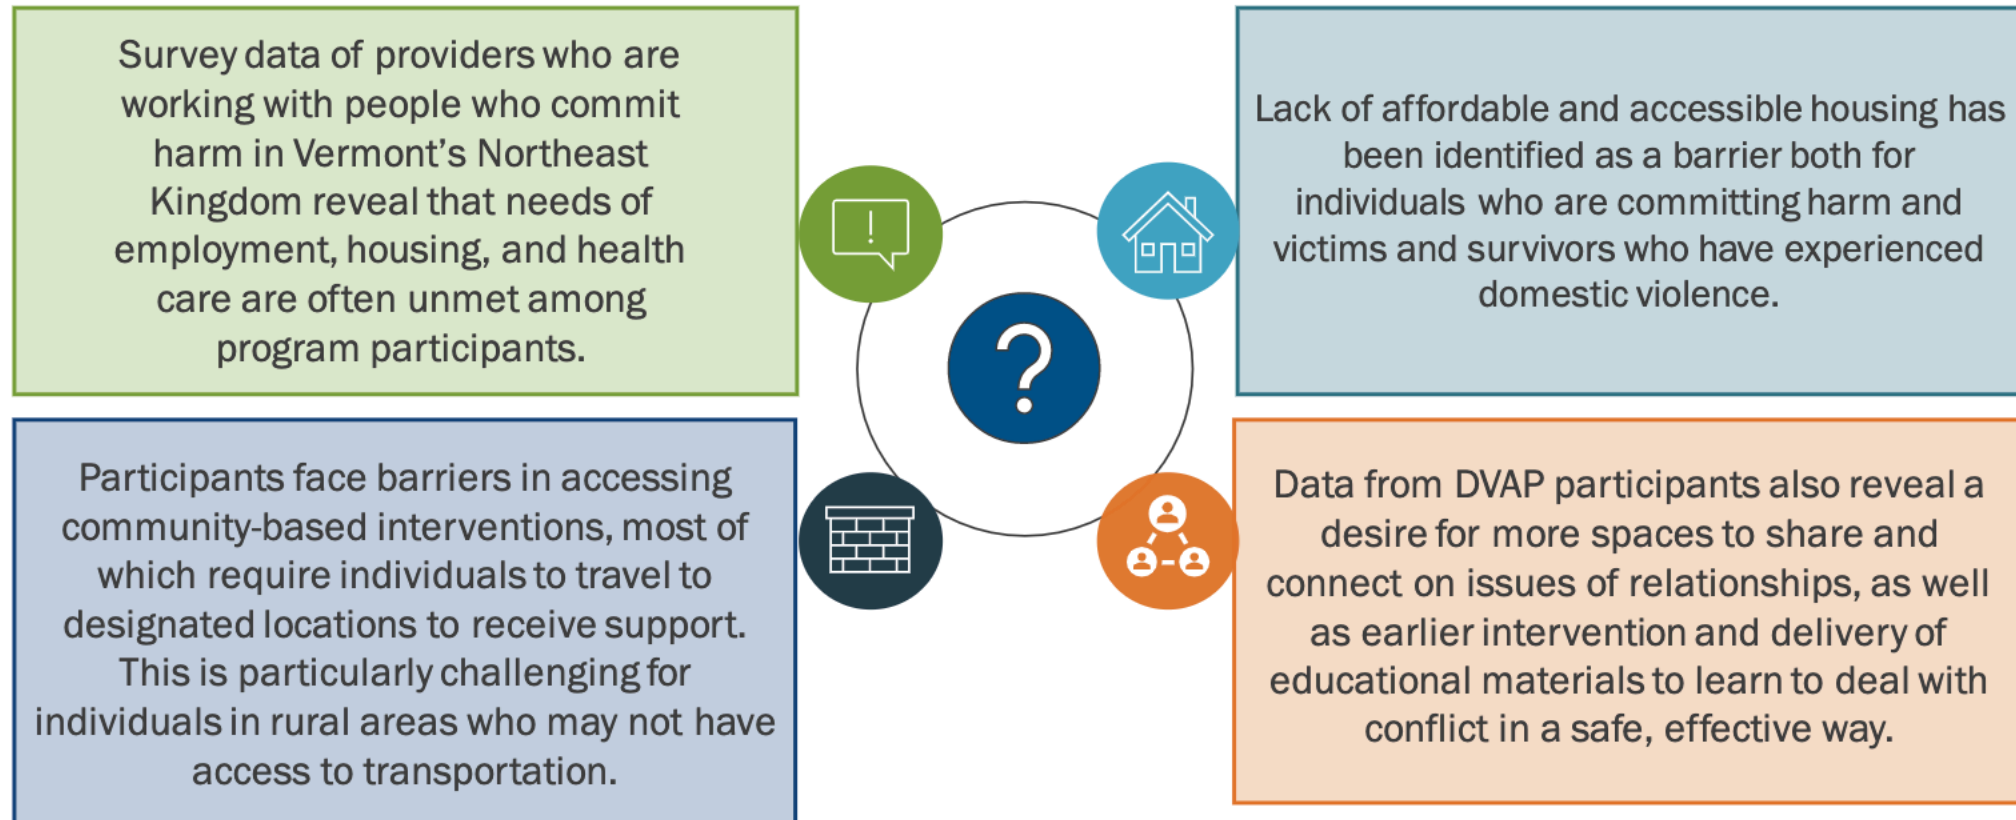 Survey data of providers who are
working with people who commit
harm in Vermont's Northeast
Kingdom reveal that needs of
employment, housing, and health
care are often unmet among
program participants.
Lack of affordable and accessible housing has
been identified as a barrier both for
individuals who are committing harm and
victims and survivors who have experienced
domestic violence.
?
!
Participants face barriers in accessing
community-based interventions, most of
which require individuals to travel to
designated locations to receive support.
This is particularly challenging for
individuals in rural areas who may not have
access to transportation.
Data from DVAP participants also reveal a
desire for more spaces to share and
connect on issues of relationships, as well
as earlier intervention and delivery of
educational materials to learn to deal with
conflict in a safe, effective way.